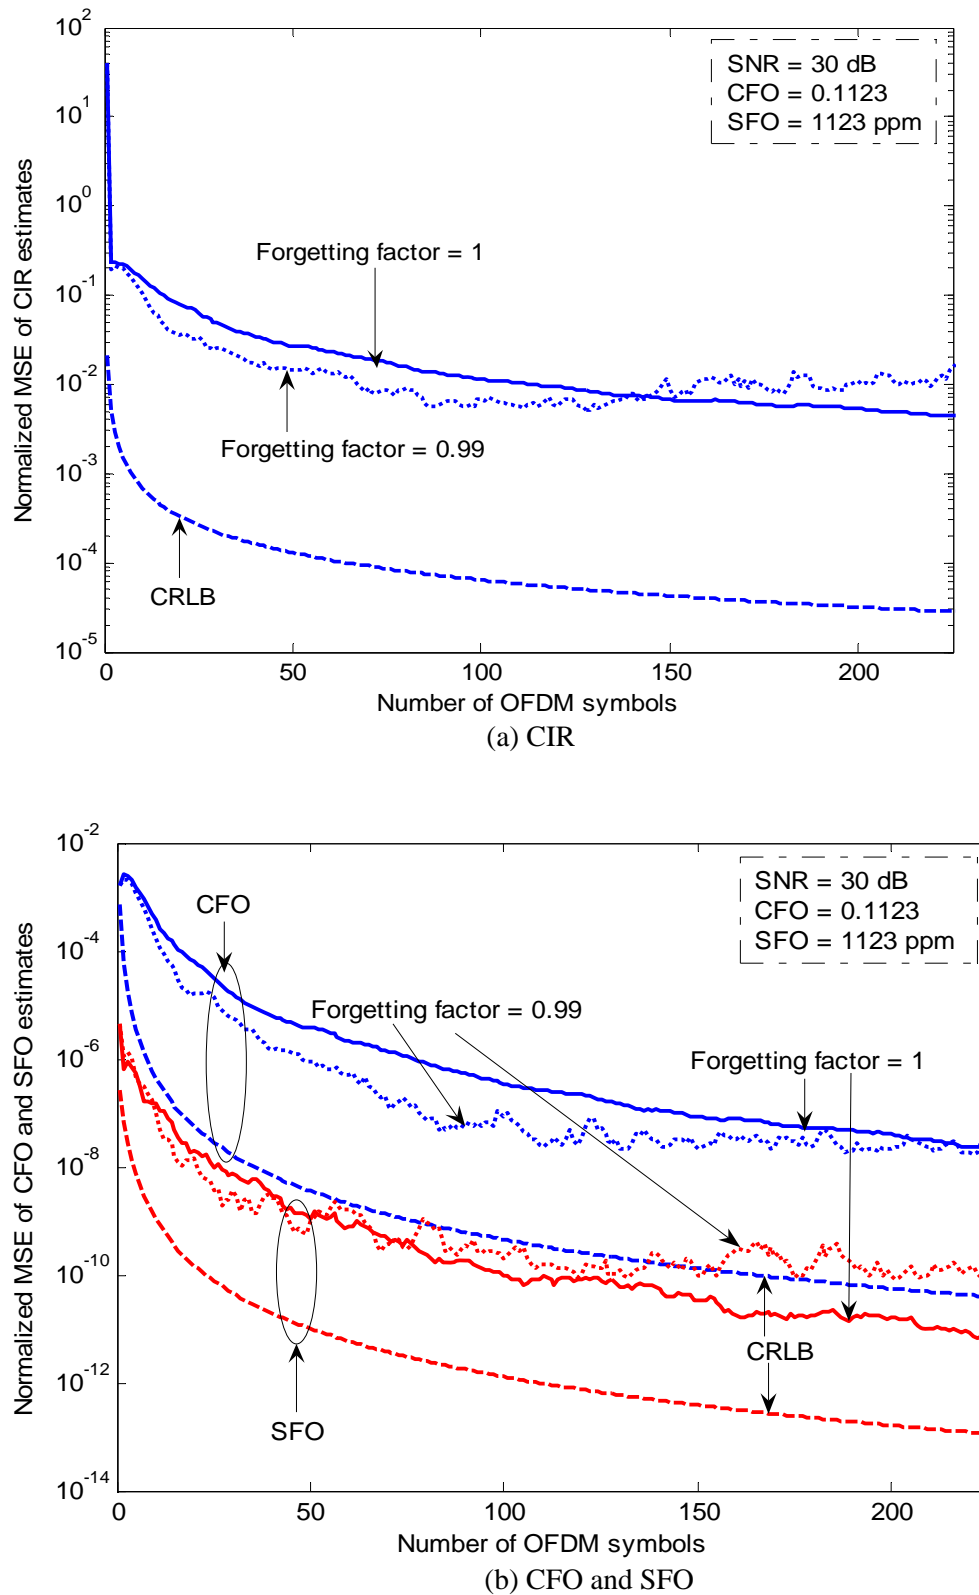 10^2
10^1
10^0
10^-1
10^-2
10^-3
10^-4
10^-5
Normalized MSE of CIR estimates
SNR = 30 dB
CFO = 0.1123
SFO = 1123 ppm
Forgetting factor = 1
Forgetting factor = 0.99
CRLB
0 50 100 150 200
Number of OFDM symbols
(a) CIR
10^-2
10^-4
10^-6
10^-8
10^-10
10^-12
10^-14
Normalized MSE of CFO and SFO estimates
SNR = 30 dB
CFO = 0.1123
SFO = 1123 ppm
CFO
Forgetting factor = 0.99
Forgetting factor = 1
CRLB
SFO
0 50 100 150 200
Number of OFDM symbols
(b) CFO and SFO